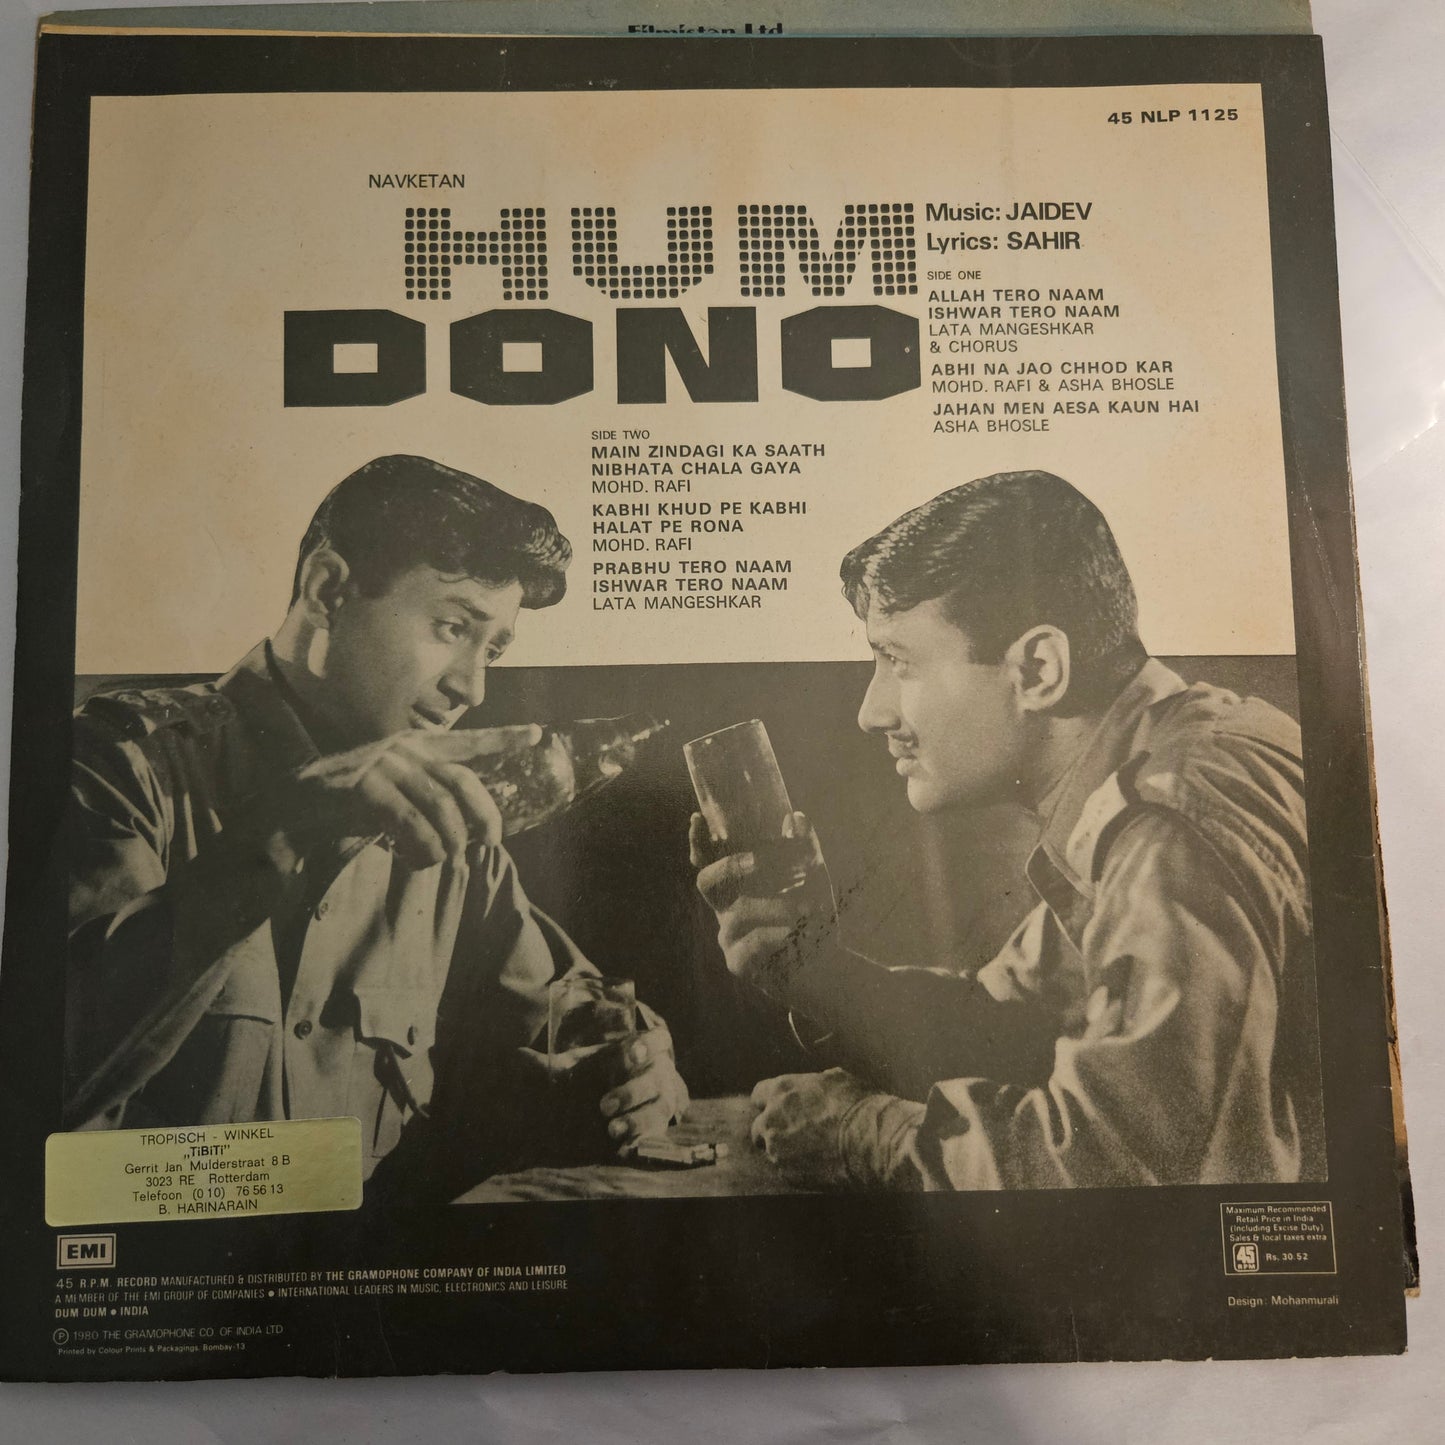 Filmistan Ltd.
45 NLP 1125
NAVKETAN
HUM
DONO
Music: JAIDEV
Lyrics: SAHIR
SIDE ONE
ALLAH TERO NAAM
ISHWAR TERO NAAM
LATA MANGESHKAR
& CHORUS
ABHI NA JAO CHHOD KAR
MOHD. RAFI & ASHA BHOSLE
JAHAN MEN AESA KAUN HAI
ASHA BHOSLE
SIDE TWO
MAIN ZINDAGI KA SAATH
NIBHATA CHALA GAYA
MOHD. RAFI
KABHI KHUD PE KABHI
HALAT PE RONA
MOHD. RAFI
PRABHU TERO NAAM
ISHWAR TERO NAAM
LATA MANGESHKAR
TROPISCH - WINKEL
„TiBiTi”
Gerrit Jan Mulderstraat 8 B
3023 RE Rotterdam
Telefoon (0 10) 76 56 13
B. HARINARAIN
EMI
45 R.P.M. RECORD MANUFACTURED & DISTRIBUTED BY THE GRAMOPHONE COMPANY OF INDIA LIMITED
A MEMBER OF THE EMI GROUP OF COMPANIES ● INTERNATIONAL LEADERS IN MUSIC, ELECTRONICS AND LEISURE
DUM DUM ● INDIA
Ⓟ 1980 THE GRAMOPHONE CO. OF INDIA LTD
Printed by Colour Prints & Packagings, Bombay-13
Maximum Recommended
Retail Price in India
(Including Excise Duty)
Sales & local taxes extra
45 RPM Rs. 30.52
Design: Mohanmurali